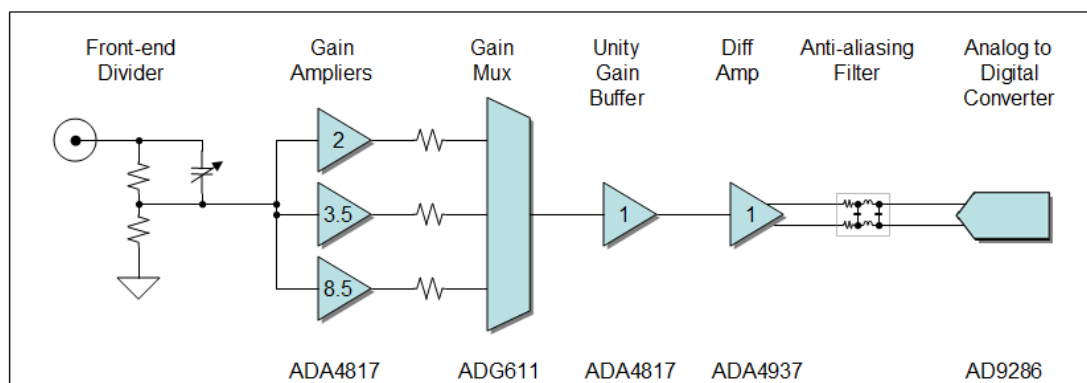 Front-end
Divider
Gain
Ampliers
Gain
Mux
Unity
Gain
Buffer
Diff
Amp
Anti-aliasing
Filter
Analog to
Digital
Converter
2
3.5
8.5
1
1
ADA4817
ADG611
ADA4817
ADA4937
AD9286